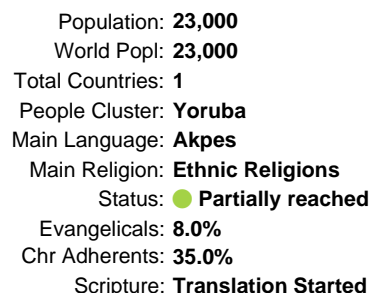 Population: 23,000
World Popl: 23,000
Total Countries: 1
People Cluster: Yoruba
Main Language: Akpes
Main Religion: Ethnic Religions
Status: Partially reached
Evangelicals: 8.0%
Chr Adherents: 35.0%
Scripture: Translation Started